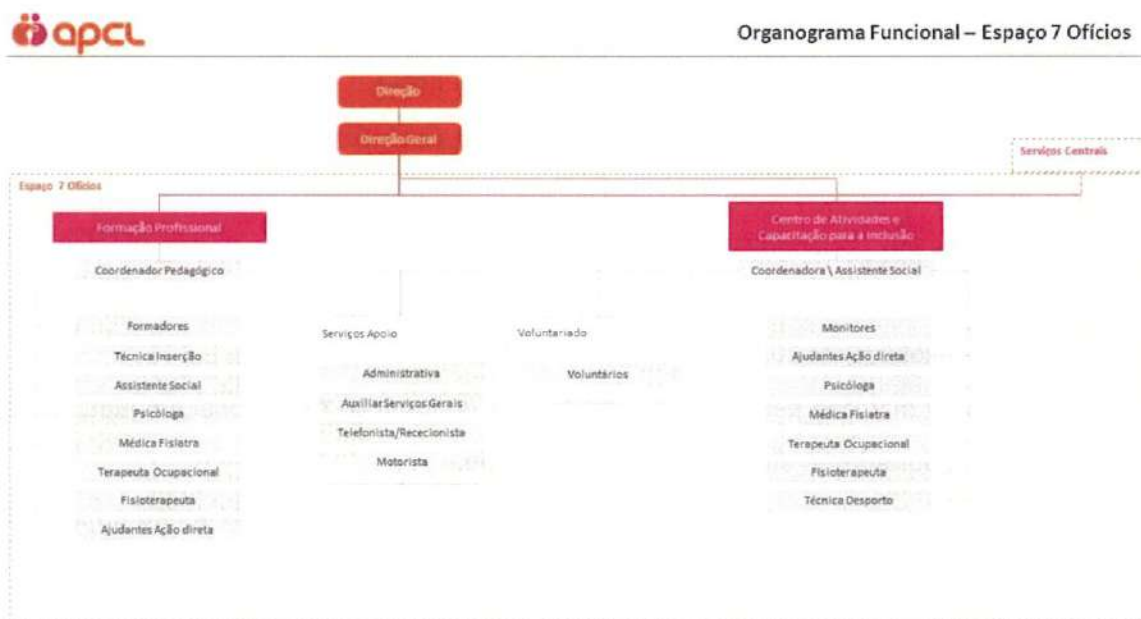 apcl
Organograma Funcional – Espaço 7 Ofícios
Direção
Direção Geral
Serviços Centrais
Espaço 7 Ofícios
Formação Profissional
Centro de Atividades e
Capacitação para a Inclusão
Coordenador Pedagógico
Coordenadora \ Assistente Social
Formadores
Técnica Inserção
Assistente Social
Psicóloga
Médica Fisiatra
Terapeuta Ocupacional
Fisioterapeuta
Ajudantes Ação direta
Serviços Apoio
Administrativa
Auxiliar Serviços Gerais
Telefonista/Rececionista
Motorista
Voluntariado
Voluntários
Monitores
Ajudantes Ação direta
Psicóloga
Médica Fisiatra
Terapeuta Ocupacional
Fisioterapeuta
Técnica Desporto